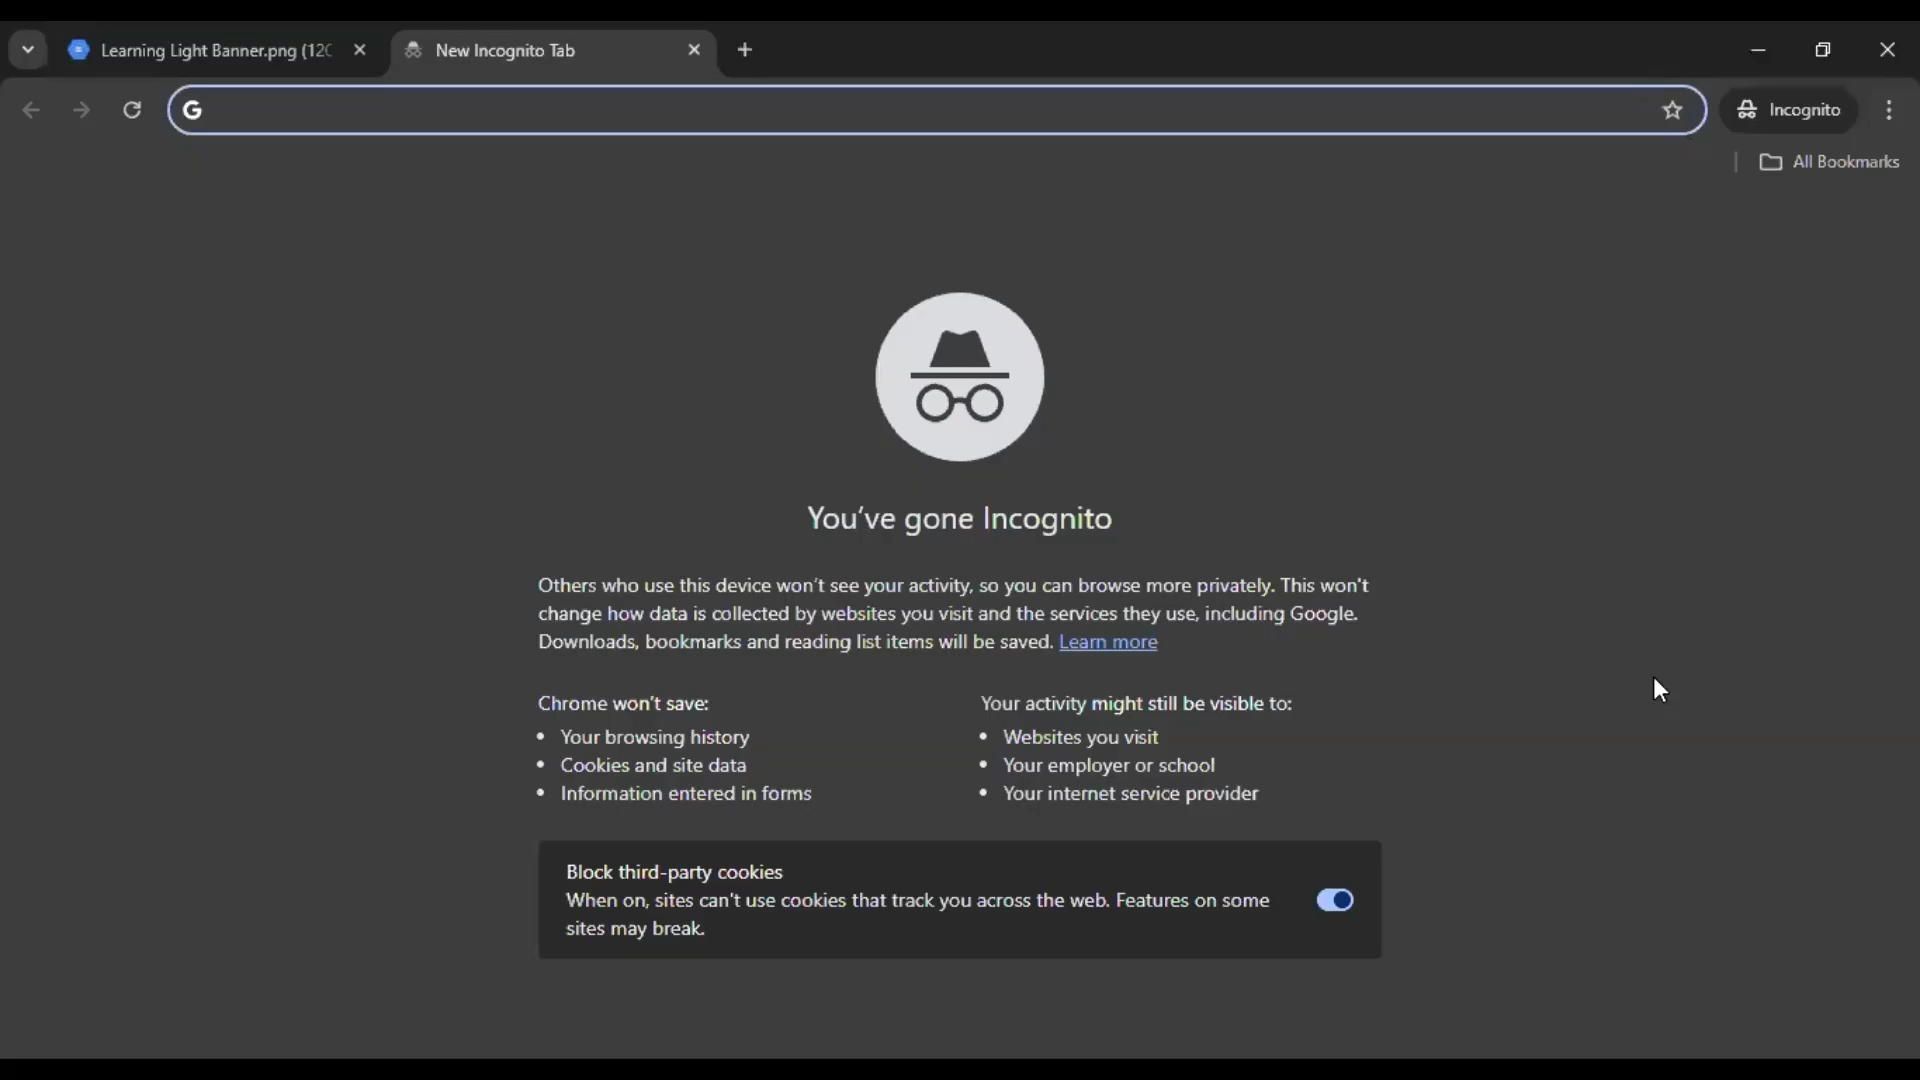 Learning Light Banner.png (120
New Incognito Tab
Incognito
All Bookmarks
You've gone Incognito
Others who use this device won't see your activity, so you can browse more privately. This won't
change how data is collected by websites you visit and the services they use, including Google.
Downloads, bookmarks and reading list items will be saved. Learn more
Chrome won't save:
• Your browsing history
• Cookies and site data
• Information entered in forms
Your activity might still be visible to:
• Websites you visit
• Your employer or school
• Your internet service provider
Block third-party cookies
When on, sites can't use cookies that track you across the web. Features on some
sites may break.